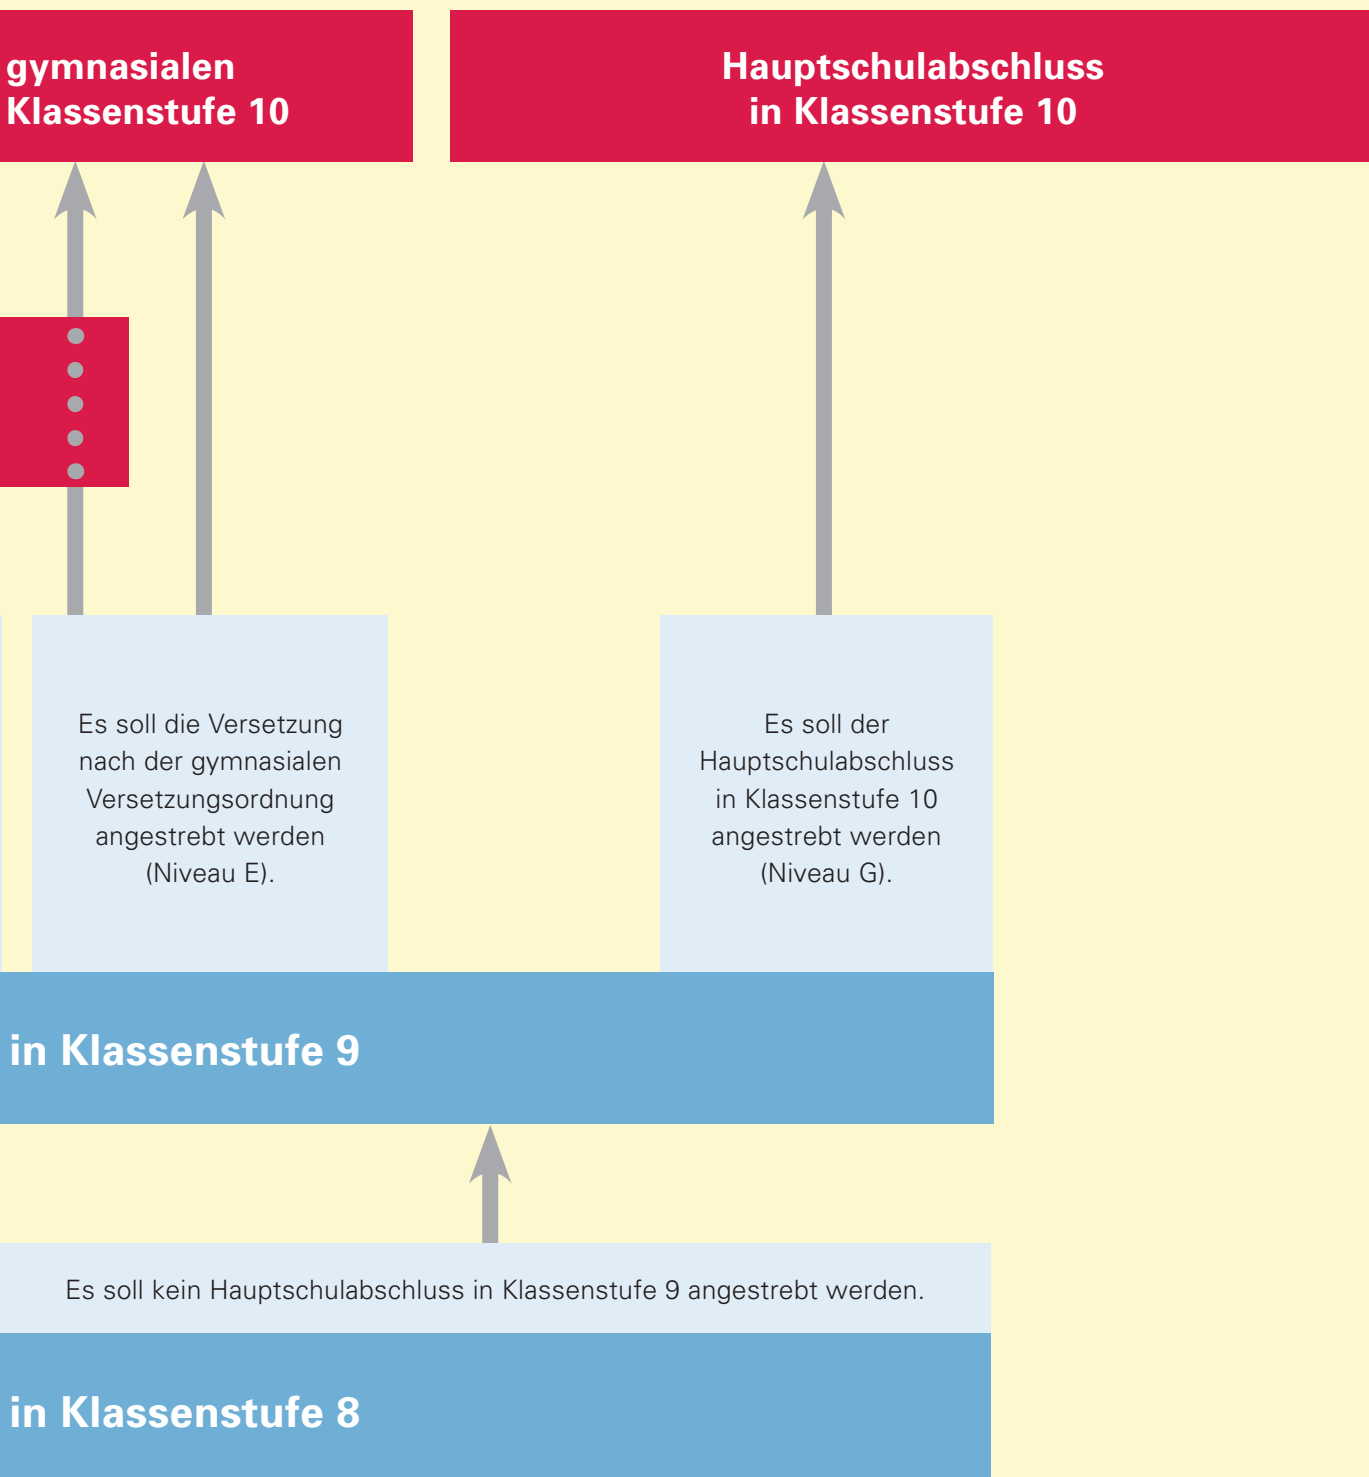 gymnasialen
Klassenstufe 10
Hauptschulabschluss
in Klassenstufe 10
Es soll die Versetzung
nach der gymnasialen
Versetzungsordnung
angestrebt werden
(Niveau E).
Es soll der
Hauptschulabschluss
in Klassenstufe 10
angestrebt werden
(Niveau G).
in Klassenstufe 9
Es soll kein Hauptschulabschluss in Klassenstufe 9 angestrebt werden.
in Klassenstufe 8